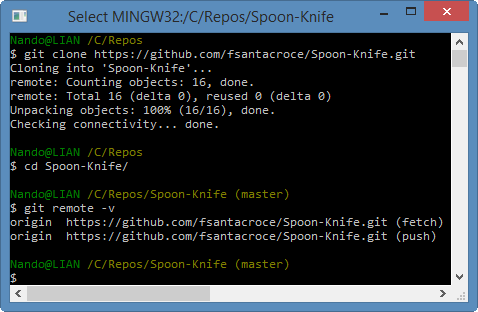 Select MINGW32:/C/Repos/Spoon-Knife
Nando@LIAN /C/Repos
$ git clone https://github.com/fsantacroce/Spoon-Knife.git
Cloning into 'Spoon-Knife'...
remote: Counting objects: 16, done.
remote: Total 16 (delta 0), reused 0 (delta 0)
Unpacking objects: 100% (16/16), done.
Checking connectivity... done.
Nando@LIAN /C/Repos
$ cd Spoon-Knife/
Nando@LIAN /C/Repos/Spoon-Knife (master)
$ git remote -v
origin  https://github.com/fsantacroce/Spoon-Knife.git (fetch)
origin  https://github.com/fsantacroce/Spoon-Knife.git (push)
Nando@LIAN /C/Repos/Spoon-Knife (master)
$